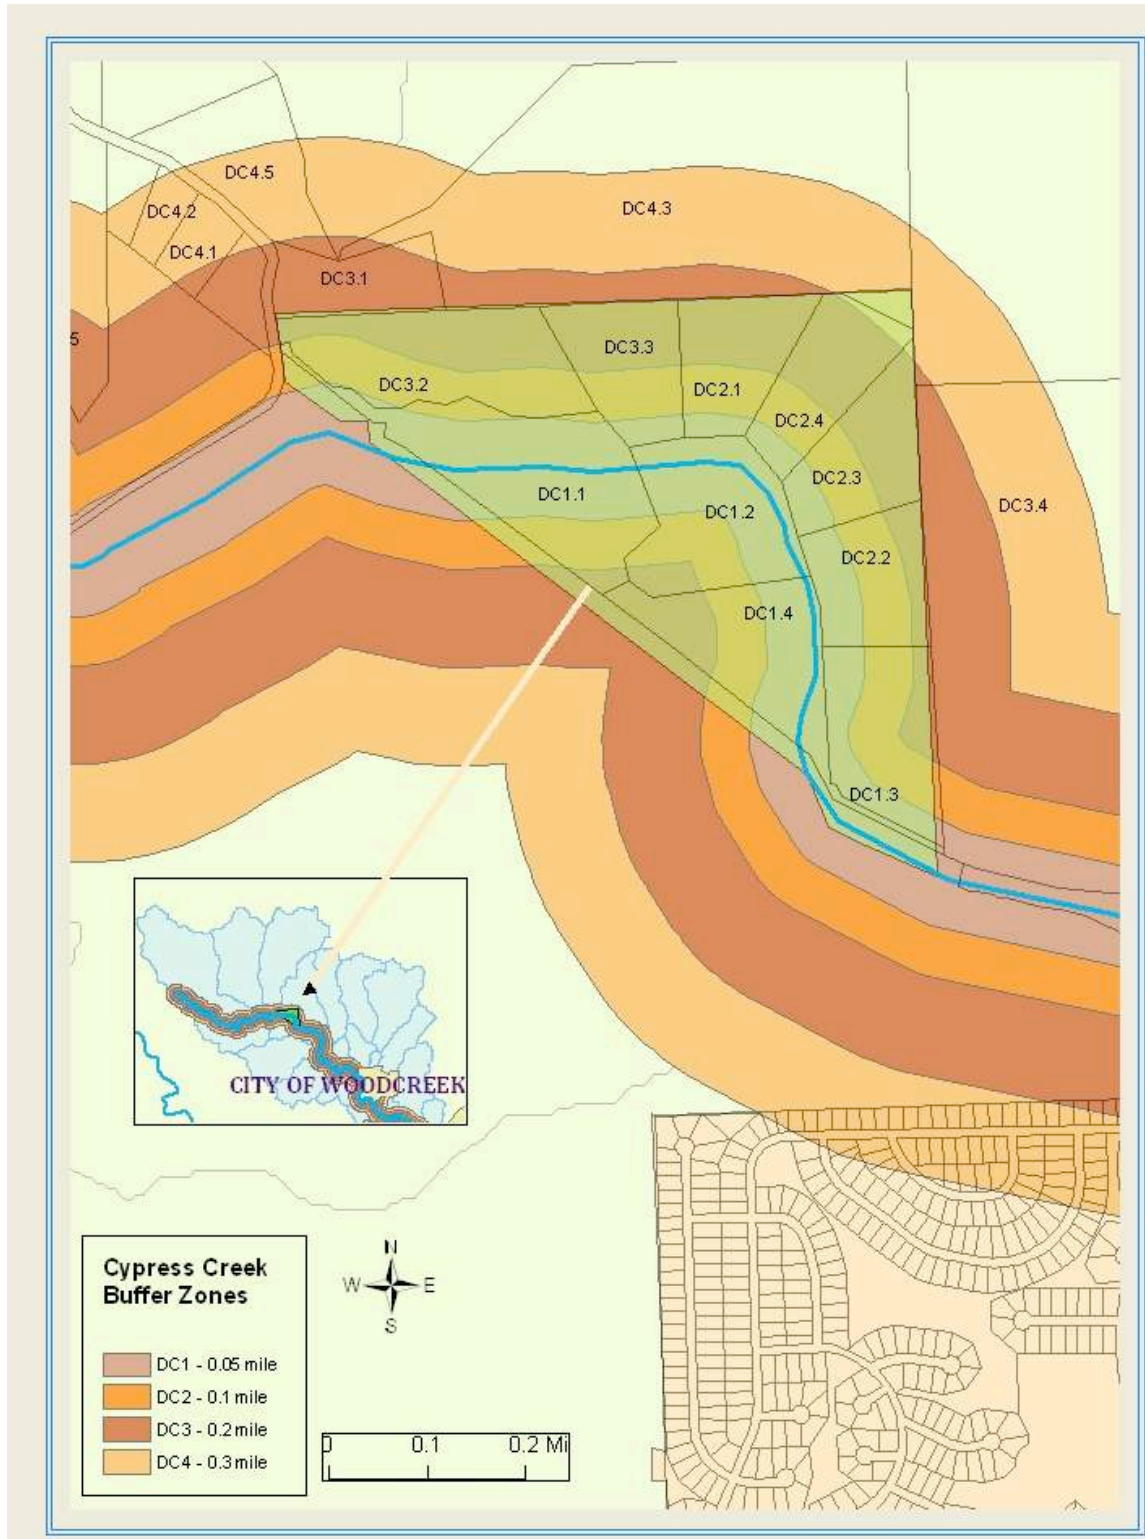 DC4.5
DC4.2
DC4.3
DC4.1
DC3.1
5
DC3.3
DC3.2
DC2.1
DC2.4
DC2.3
DC1.1
DC1.2
DC3.4
DC2.2
DC1.4
DC1.3
CITY OF WOODCREEK
Cypress Creek
Buffer Zones
DC1 - 0.05 mile
DC2 - 0.1 mile
DC3 - 0.2 mile
DC4 - 0.3 mile
N
W E
S
0 0.1 0.2 Mi